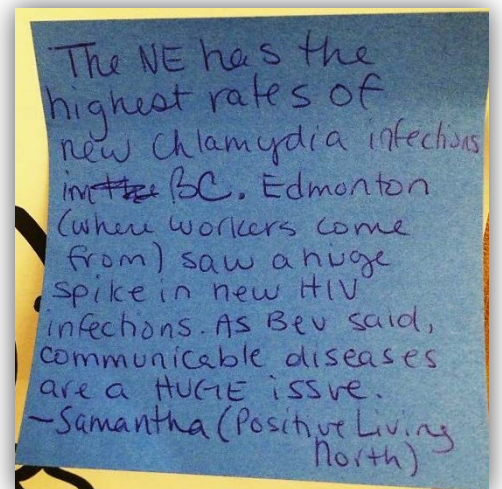 The NE has the
highest rates of
new Chlamydia infections
in the BC. Edmonton
(where workers come
from) saw a huge
spike in new HIV
infections. As Bev said,
communicable diseases
are a HUGE issue.
-Samantha (Positive Living
North)